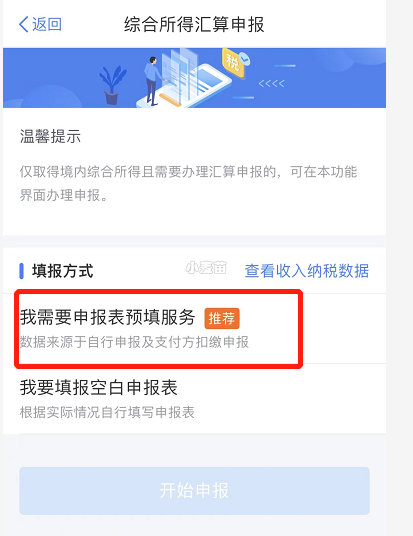 返回
综合所得汇算申报
税
温馨提示
仅取得境内综合所得且需要办理汇算申报的，可在本功能
界面办理申报。
填报方式
小麦苗
查看收入纳税数据
我需要申报表预填服务
推荐
数据来源于自行申报及支付方扣缴申报
我要填报空白申报表
根据实际情况自行填写申报表
开始申报